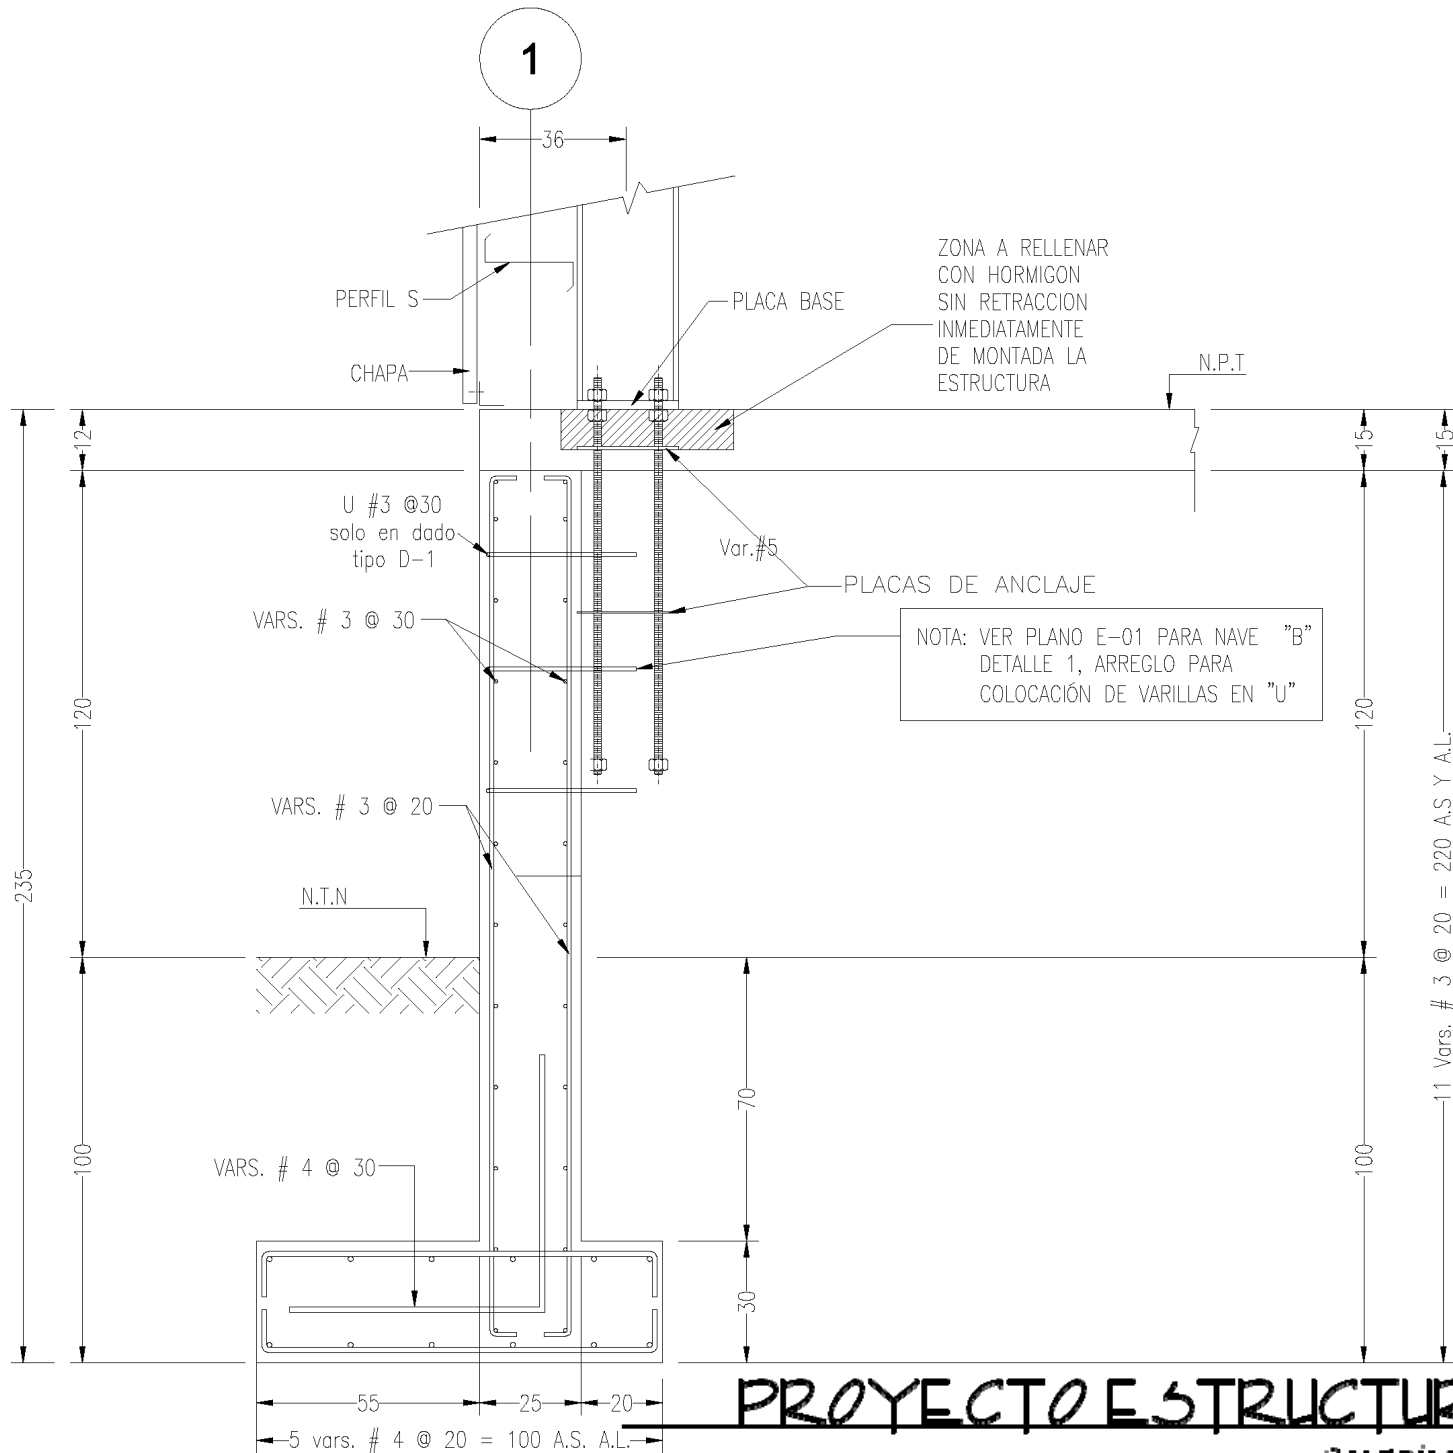 1
36
ZONA A RELLENAR
CON HORMIGON
SIN RETRACCION
INMEDIATAMENTE
DE MONTADA LA
ESTRUCTURA
PERFIL S
PLACA BASE
CHAPA
N.P.T
12
15
15
U #3 @30
solo en dado
tipo D-1
Var.#5
PLACAS DE ANCLAJE
VARS. # 3 @ 30
NOTA: VER PLANO E-01 PARA NAVE "B"
DETALLE 1, ARREGLO PARA
COLOCACIÓN DE VARILLAS EN "U"
120
120
VARS. # 3 @ 20
235
N.T.N
11 Vars. # 3 @ 20 = 220 A.S Y A.L.
70
100
100
VARS. # 4 @ 30
30
55
25
20
5 vars. # 4 @ 20 = 100 A.S. A.L.
PROYECTO ESTRUCTUR